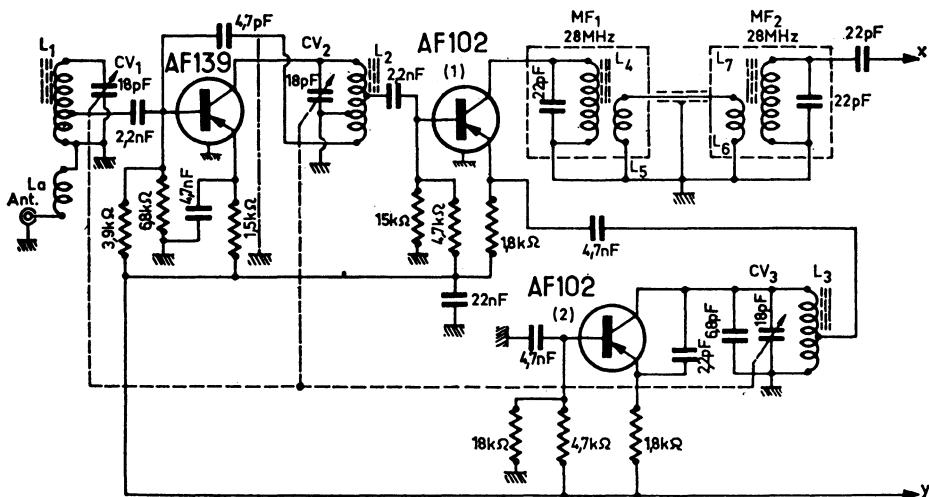 MF1
28MHz
MF2
28MHz
4,7pF
AF102
(1)
22pF
x
L1
CV1
18pF
AF139
CV2
18pF
L2
2,2nF
22pF
L4
L7
22pF
2,2nF
L5
L6
La
Ant.
3,9kΩ
68kΩ
4,7nF
1,5kΩ
15kΩ
4,7kΩ
1,8kΩ
4,7nF
22nF
AF102
(2)
CV3
L3
4,7nF
2,2pF
6,8pF
18pF
18kΩ
4,7kΩ
1,8kΩ
y